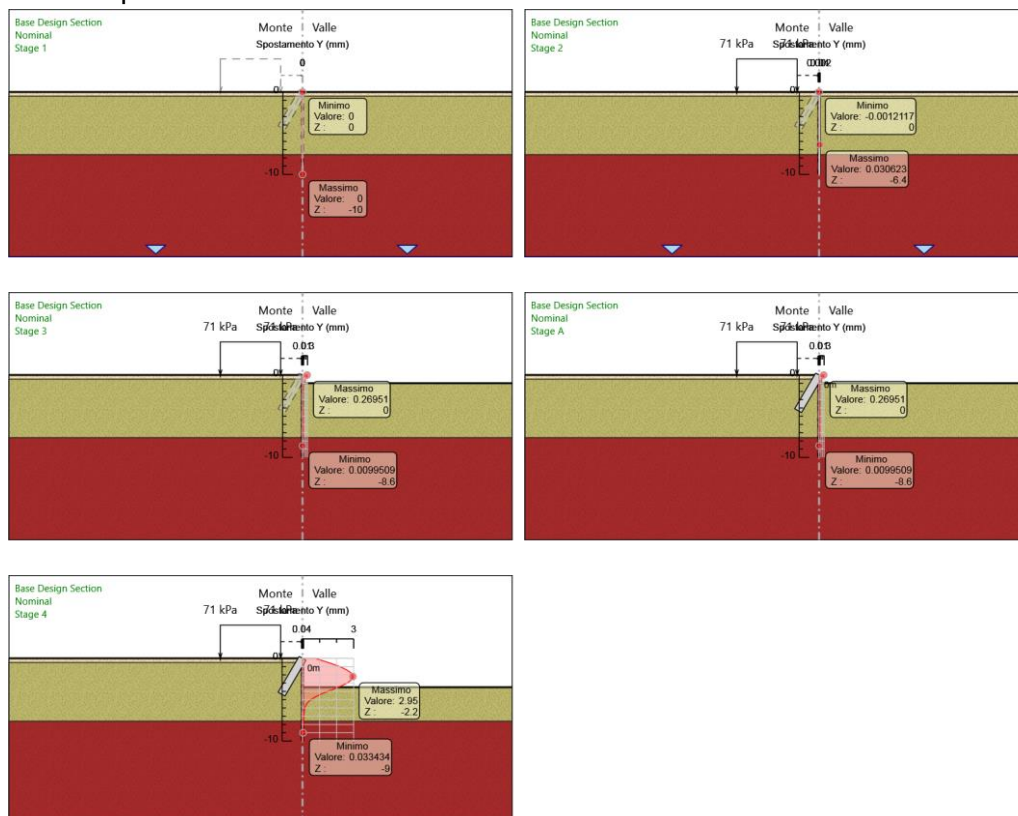 Base Design Section
Nominal
Stage 1
Monte Valle
Spostamento Y (mm)
0
0
Minimo
Valore: 0
Z : 0
-10
Massimo
Valore: 0
Z : -10
Base Design Section
Nominal
Stage 2
Monte Valle
71 kPa
Minimo
Valore: -0.0012117
Z : 0
-10
Massimo
Valore: 0.030623
Z : -6.4
Base Design Section
Nominal
Stage 3
Monte Valle
71 kPa
0
Massimo
Valore: 0.26951
Z : 0
-10
Minimo
Valore: 0.0099509
Z : -8.6
Base Design Section
Nominal
Stage A
Monte Valle
71 kPa
0
Massimo
Valore: 0.26951
Z : 0
-10
Minimo
Valore: 0.0099509
Z : -8.6
Base Design Section
Nominal
Stage 4
Monte Valle
71 kPa
0.04 3
0
0m
Massimo
Valore: 2.95
Z : -2.2
-10
Minimo
Valore: 0.033434
Z : -9